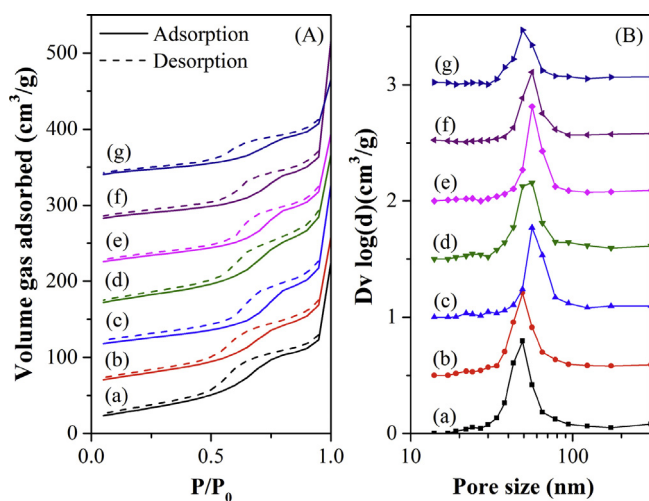 (A)
Adsorption
Desorption
Volume gas adsorbed (cm³/g)
500
400
300
200
100
0
(g)
(f)
(e)
(d)
(c)
(b)
(a)
0.0
0.5
1.0
P/P₀
(B)
Dv log(d)(cm³/g)
3
2
1
0
(g)
(f)
(e)
(d)
(c)
(b)
(a)
10
100
Pore size (nm)